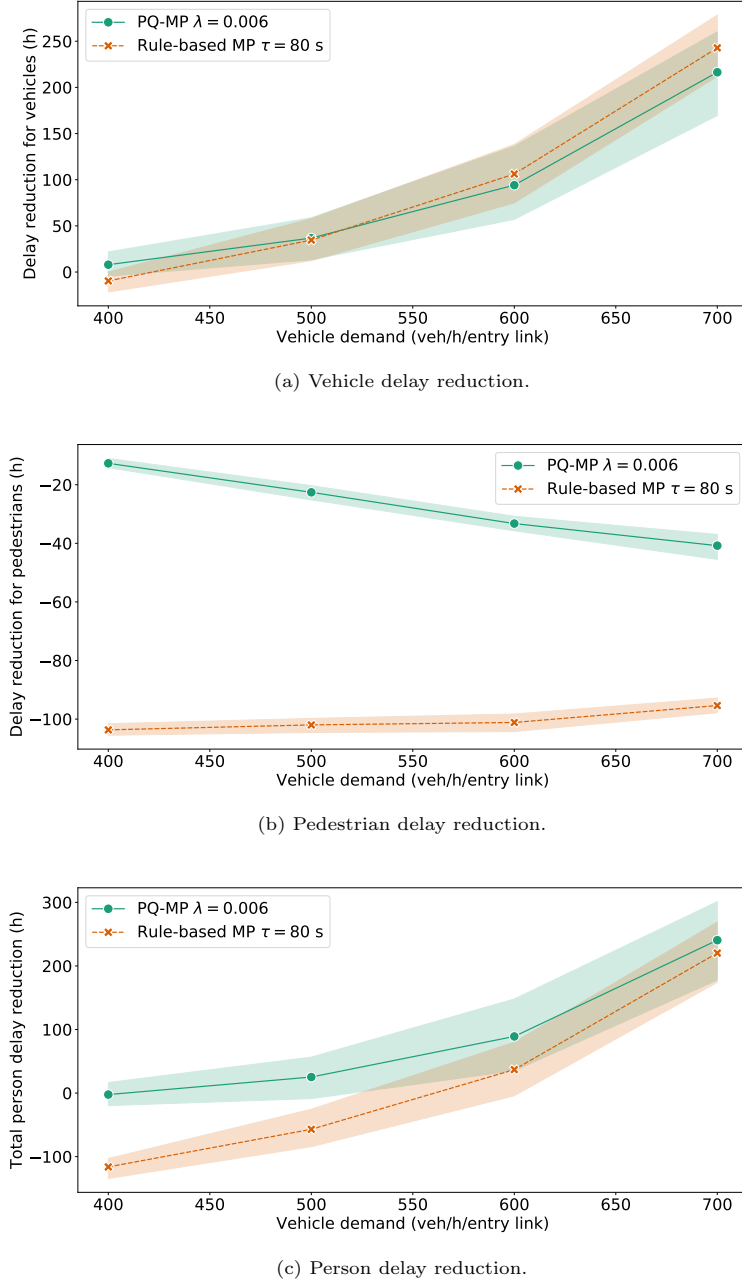 PQ-MP λ = 0.006
Rule-based MP τ = 80 s
Delay reduction for vehicles (h)
250
200
150
100
50
0
400 450 500 550 600 650 700
Vehicle demand (veh/h/entry link)
(a) Vehicle delay reduction.
PQ-MP λ = 0.006
Rule-based MP τ = 80 s
Delay reduction for pedestrians (h)
−20
−40
−60
−80
−100
400 450 500 550 600 650 700
Vehicle demand (veh/h/entry link)
(b) Pedestrian delay reduction.
PQ-MP λ = 0.006
Rule-based MP τ = 80 s
Total person delay reduction (h)
300
200
100
0
−100
400 450 500 550 600 650 700
Vehicle demand (veh/h/entry link)
(c) Person delay reduction.